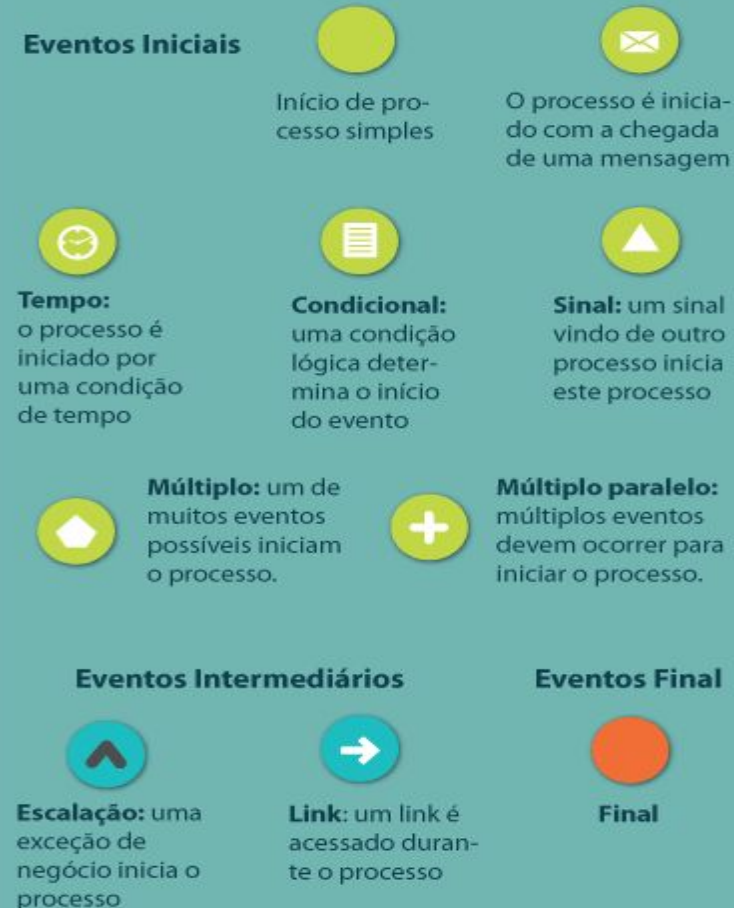 Eventos Iniciais
Início de pro-
cesso simples
O processo é inicia-
do com a chegada
de uma mensagem
Tempo:
o processo é
iniciado por
uma condição
de tempo
Condicional:
uma condição
lógica deter-
mina o início
do evento
Sinal: um sinal
vindo de outro
processo inicia
este processo
Múltiplo: um de
muitos eventos
possíveis iniciam
o processo.
Múltiplo paralelo:
múltiplos eventos
devem ocorrer para
iniciar o processo.
Eventos Intermediários
Eventos Final
Escalação: uma
exceção de
negócio inicia o
processo
Link: um link é
acessado duran-
te o processo
Final